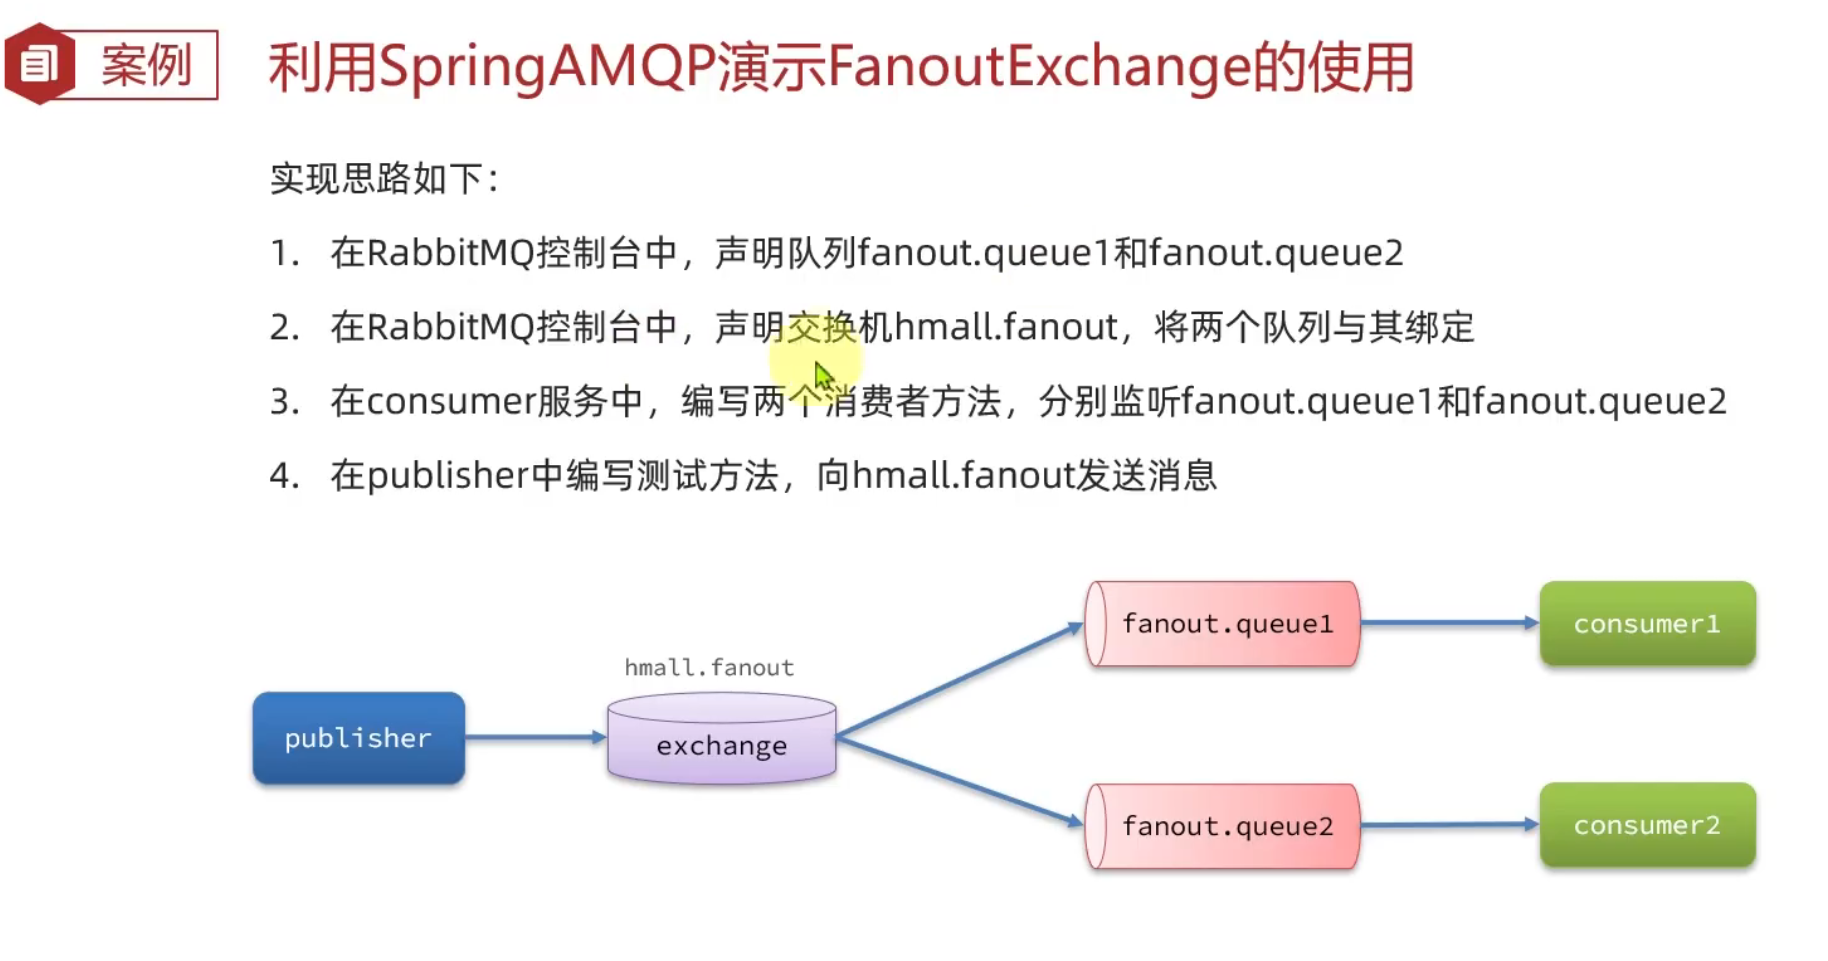 案例
利用SpringAMQP演示FanoutExchange的使用
实现思路如下：
1. 在RabbitMQ控制台中，声明队列fanout.queue1和fanout.queue2
2. 在RabbitMQ控制台中，声明交换机hmall.fanout，将两个队列与其绑定
3. 在consumer服务中，编写两个消费者方法，分别监听fanout.queue1和fanout.queue2
4. 在publisher中编写测试方法，向hmall.fanout发送消息
fanout.queue1
consumer1
hmall.fanout
publisher
exchange
fanout.queue2
consumer2